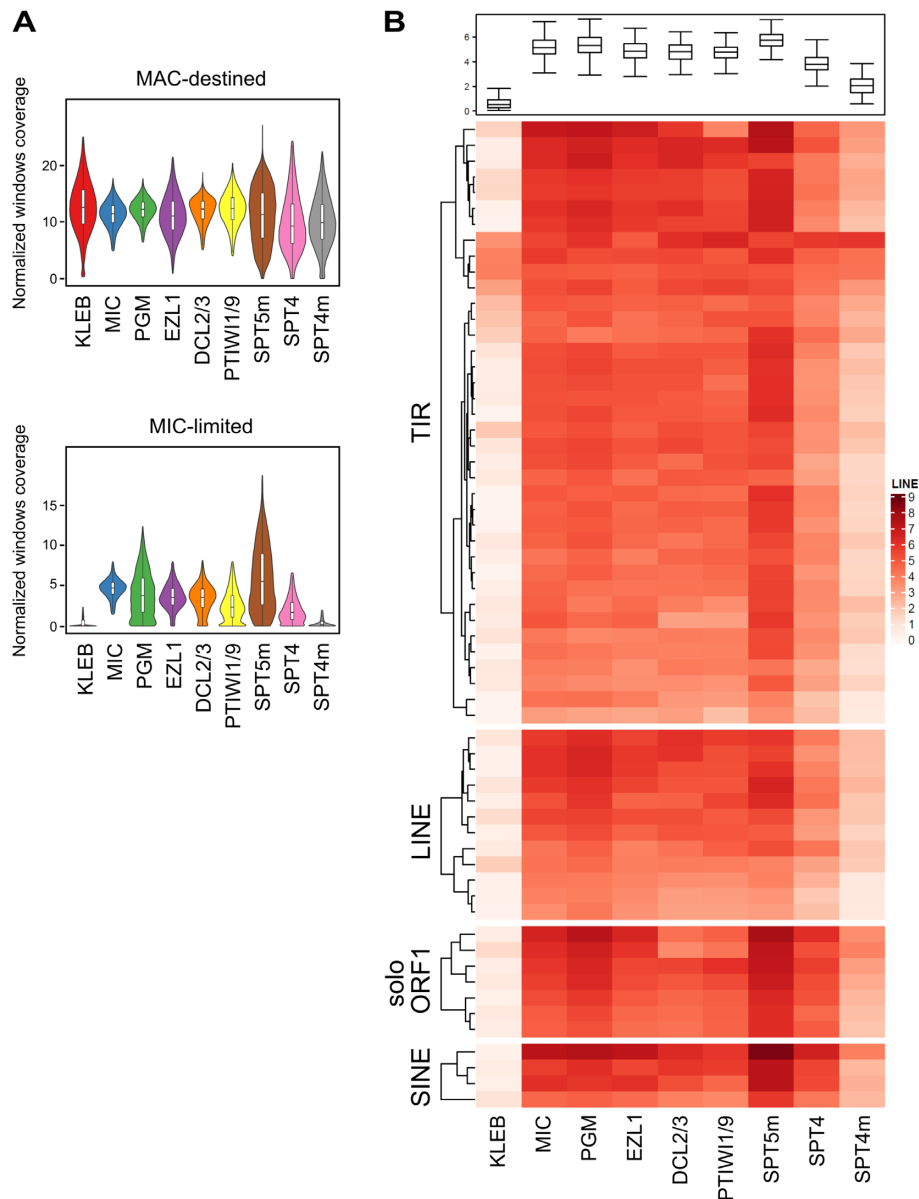 A
MAC-destined
Normalized windows coverage
20
10
0
KLEB
MIC
PGM
EZL1
DCL2/3
PTIWI1/9
SPT5m
SPT4
SPT4m
MIC-limited
Normalized windows coverage
15
10
5
0
KLEB
MIC
PGM
EZL1
DCL2/3
PTIWI1/9
SPT5m
SPT4
SPT4m
B
6
4
2
0
TIR
LINE
solo
ORF1
SINE
LINE
9
8
7
6
5
4
3
2
1
0
KLEB
MIC
PGM
EZL1
DCL2/3
PTIWI1/9
SPT5m
SPT4
SPT4m